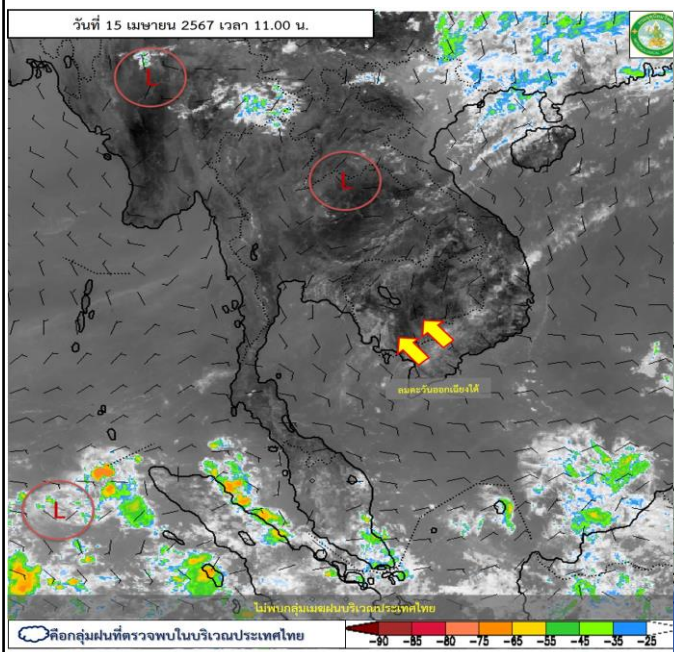 วันที่ 15 เมษายน 2567 เวลา 11.00 น.
L
L
ลมตะวันออกเฉียงใต้
L
ไม่พบกลุ่มเมฆฝนบริเวณประเทศไทย
คือกลุ่มฝนที่ตรวจพบในบริเวณประเทศไทย
-90 -85 -80 -75 -65 -55 -45 -35 -25